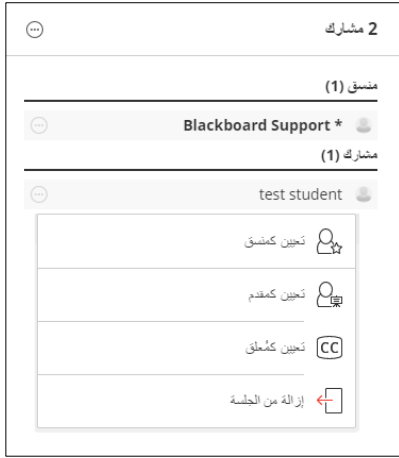 2 مشارك
منسق (1)
Blackboard Support *
مشارك (1)
test student
تعيين كمنسق
تعيين كمقدم
CC تعيين كمُعلق
إزالة من الجلسة